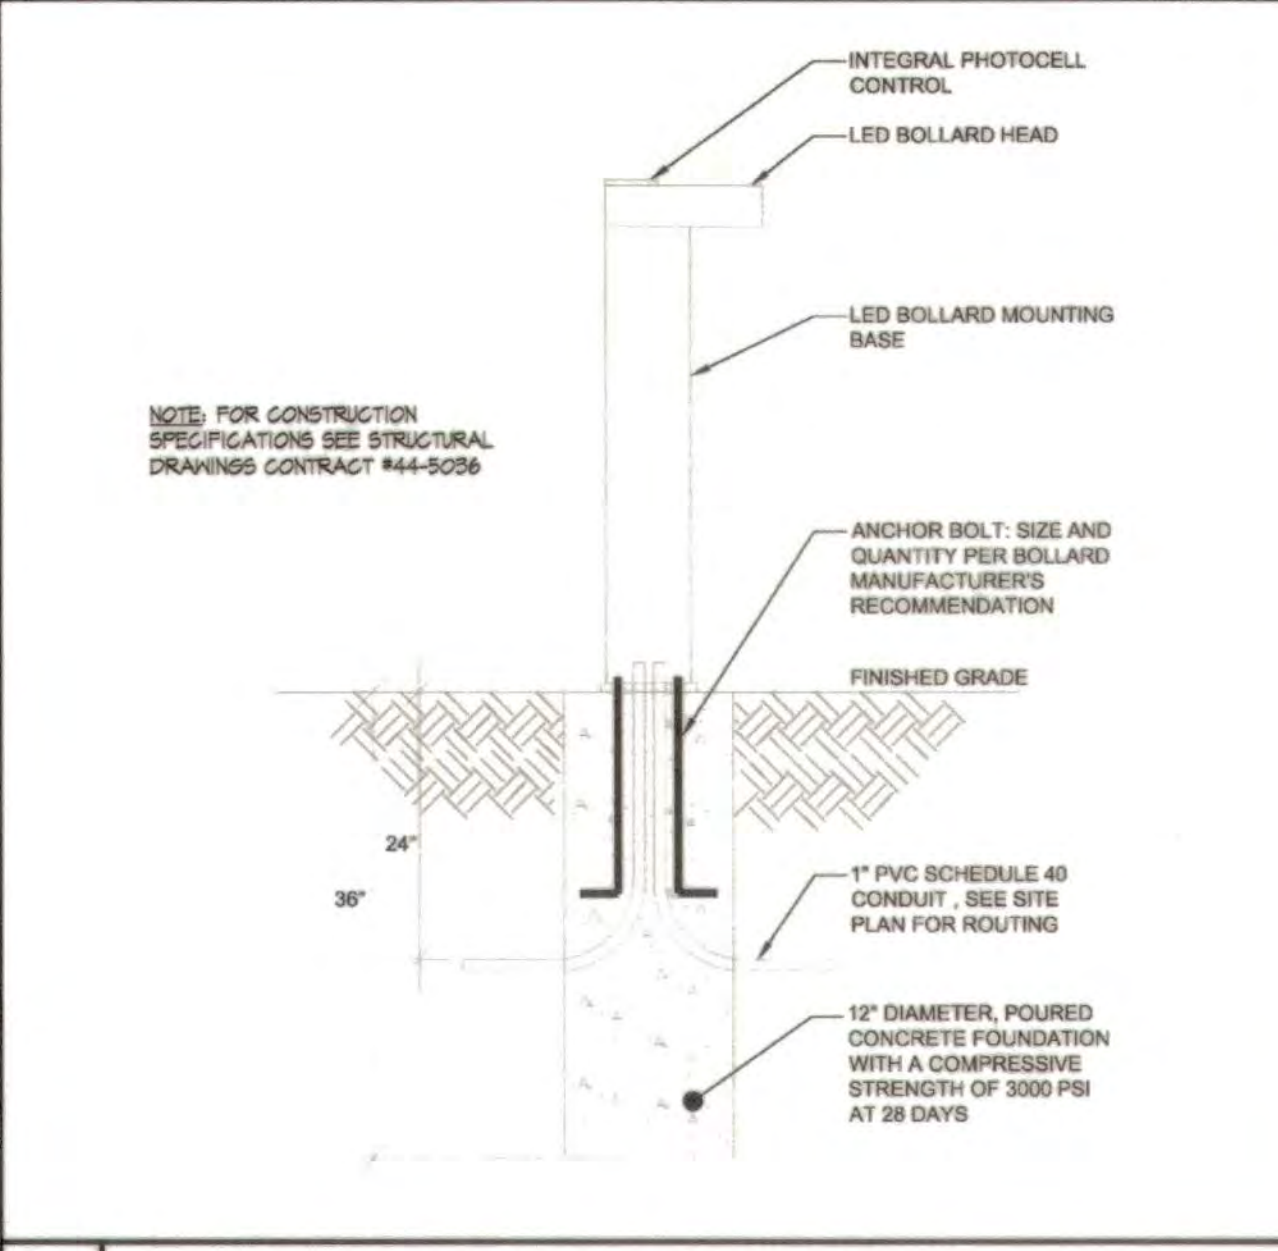 INTEGRAL PHOTOCELL
CONTROL
LED BOLLARD HEAD
LED BOLLARD MOUNTING
BASE
NOTE: FOR CONSTRUCTION
SPECIFICATIONS SEE STRUCTURAL
DRAWINGS CONTRACT #44-5036
ANCHOR BOLT: SIZE AND
QUANTITY PER BOLLARD
MANUFACTURER'S
RECOMMENDATION
FINISHED GRADE
24"
36"
1" PVC SCHEDULE 40
CONDUIT , SEE SITE
PLAN FOR ROUTING
12" DIAMETER, POURED
CONCRETE FOUNDATION
WITH A COMPRESSIVE
STRENGTH OF 3000 PSI
AT 28 DAYS